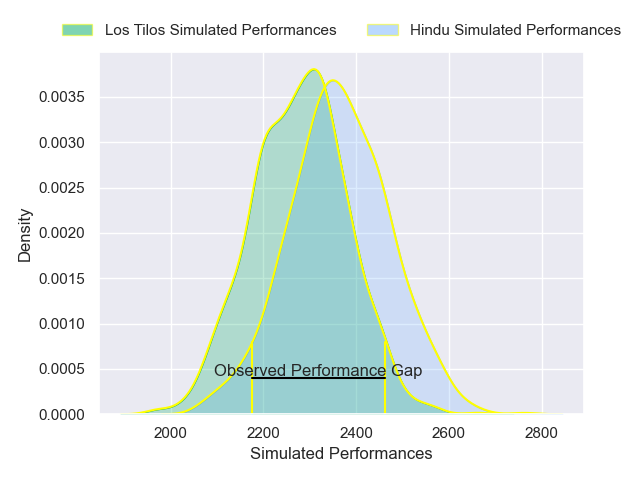 Los Tilos Simulated Performances Hindu Simulated Performances
0.0035
0.0030
0.0025
0.0020
0.0015
0.0010
0.0005
0.0000
Density
Observed Performance Gap
2000 2200 2400 2600 2800
Simulated Performances